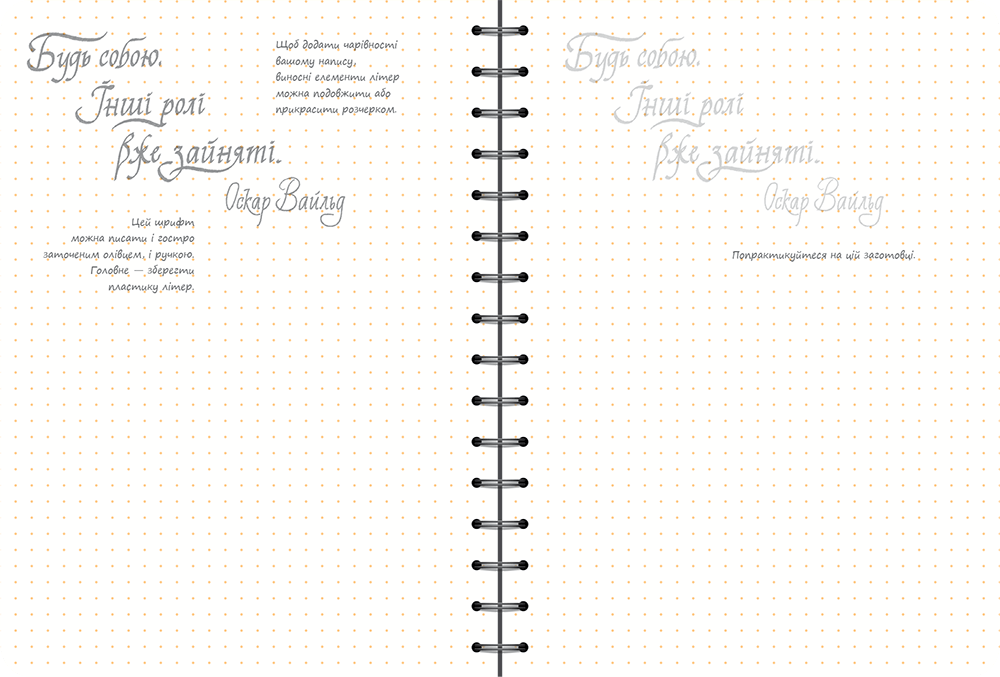 Будь собою.
Інші ролі
вже зайняті.
Оскар Вайльд
Щоб додати чарівності
вашому напису,
виносні елементи літер
можна подовжити або
прикрасити розчерком.
Цей шрифт
можна писати і гостро
заточеним олівцем, і ручкою.
Головне — зберегти
пластику літер.
Будь собою.
Інші ролі
вже зайняті.
Оскар Вайльд
Попрактикуйтеся на цій заготовці.